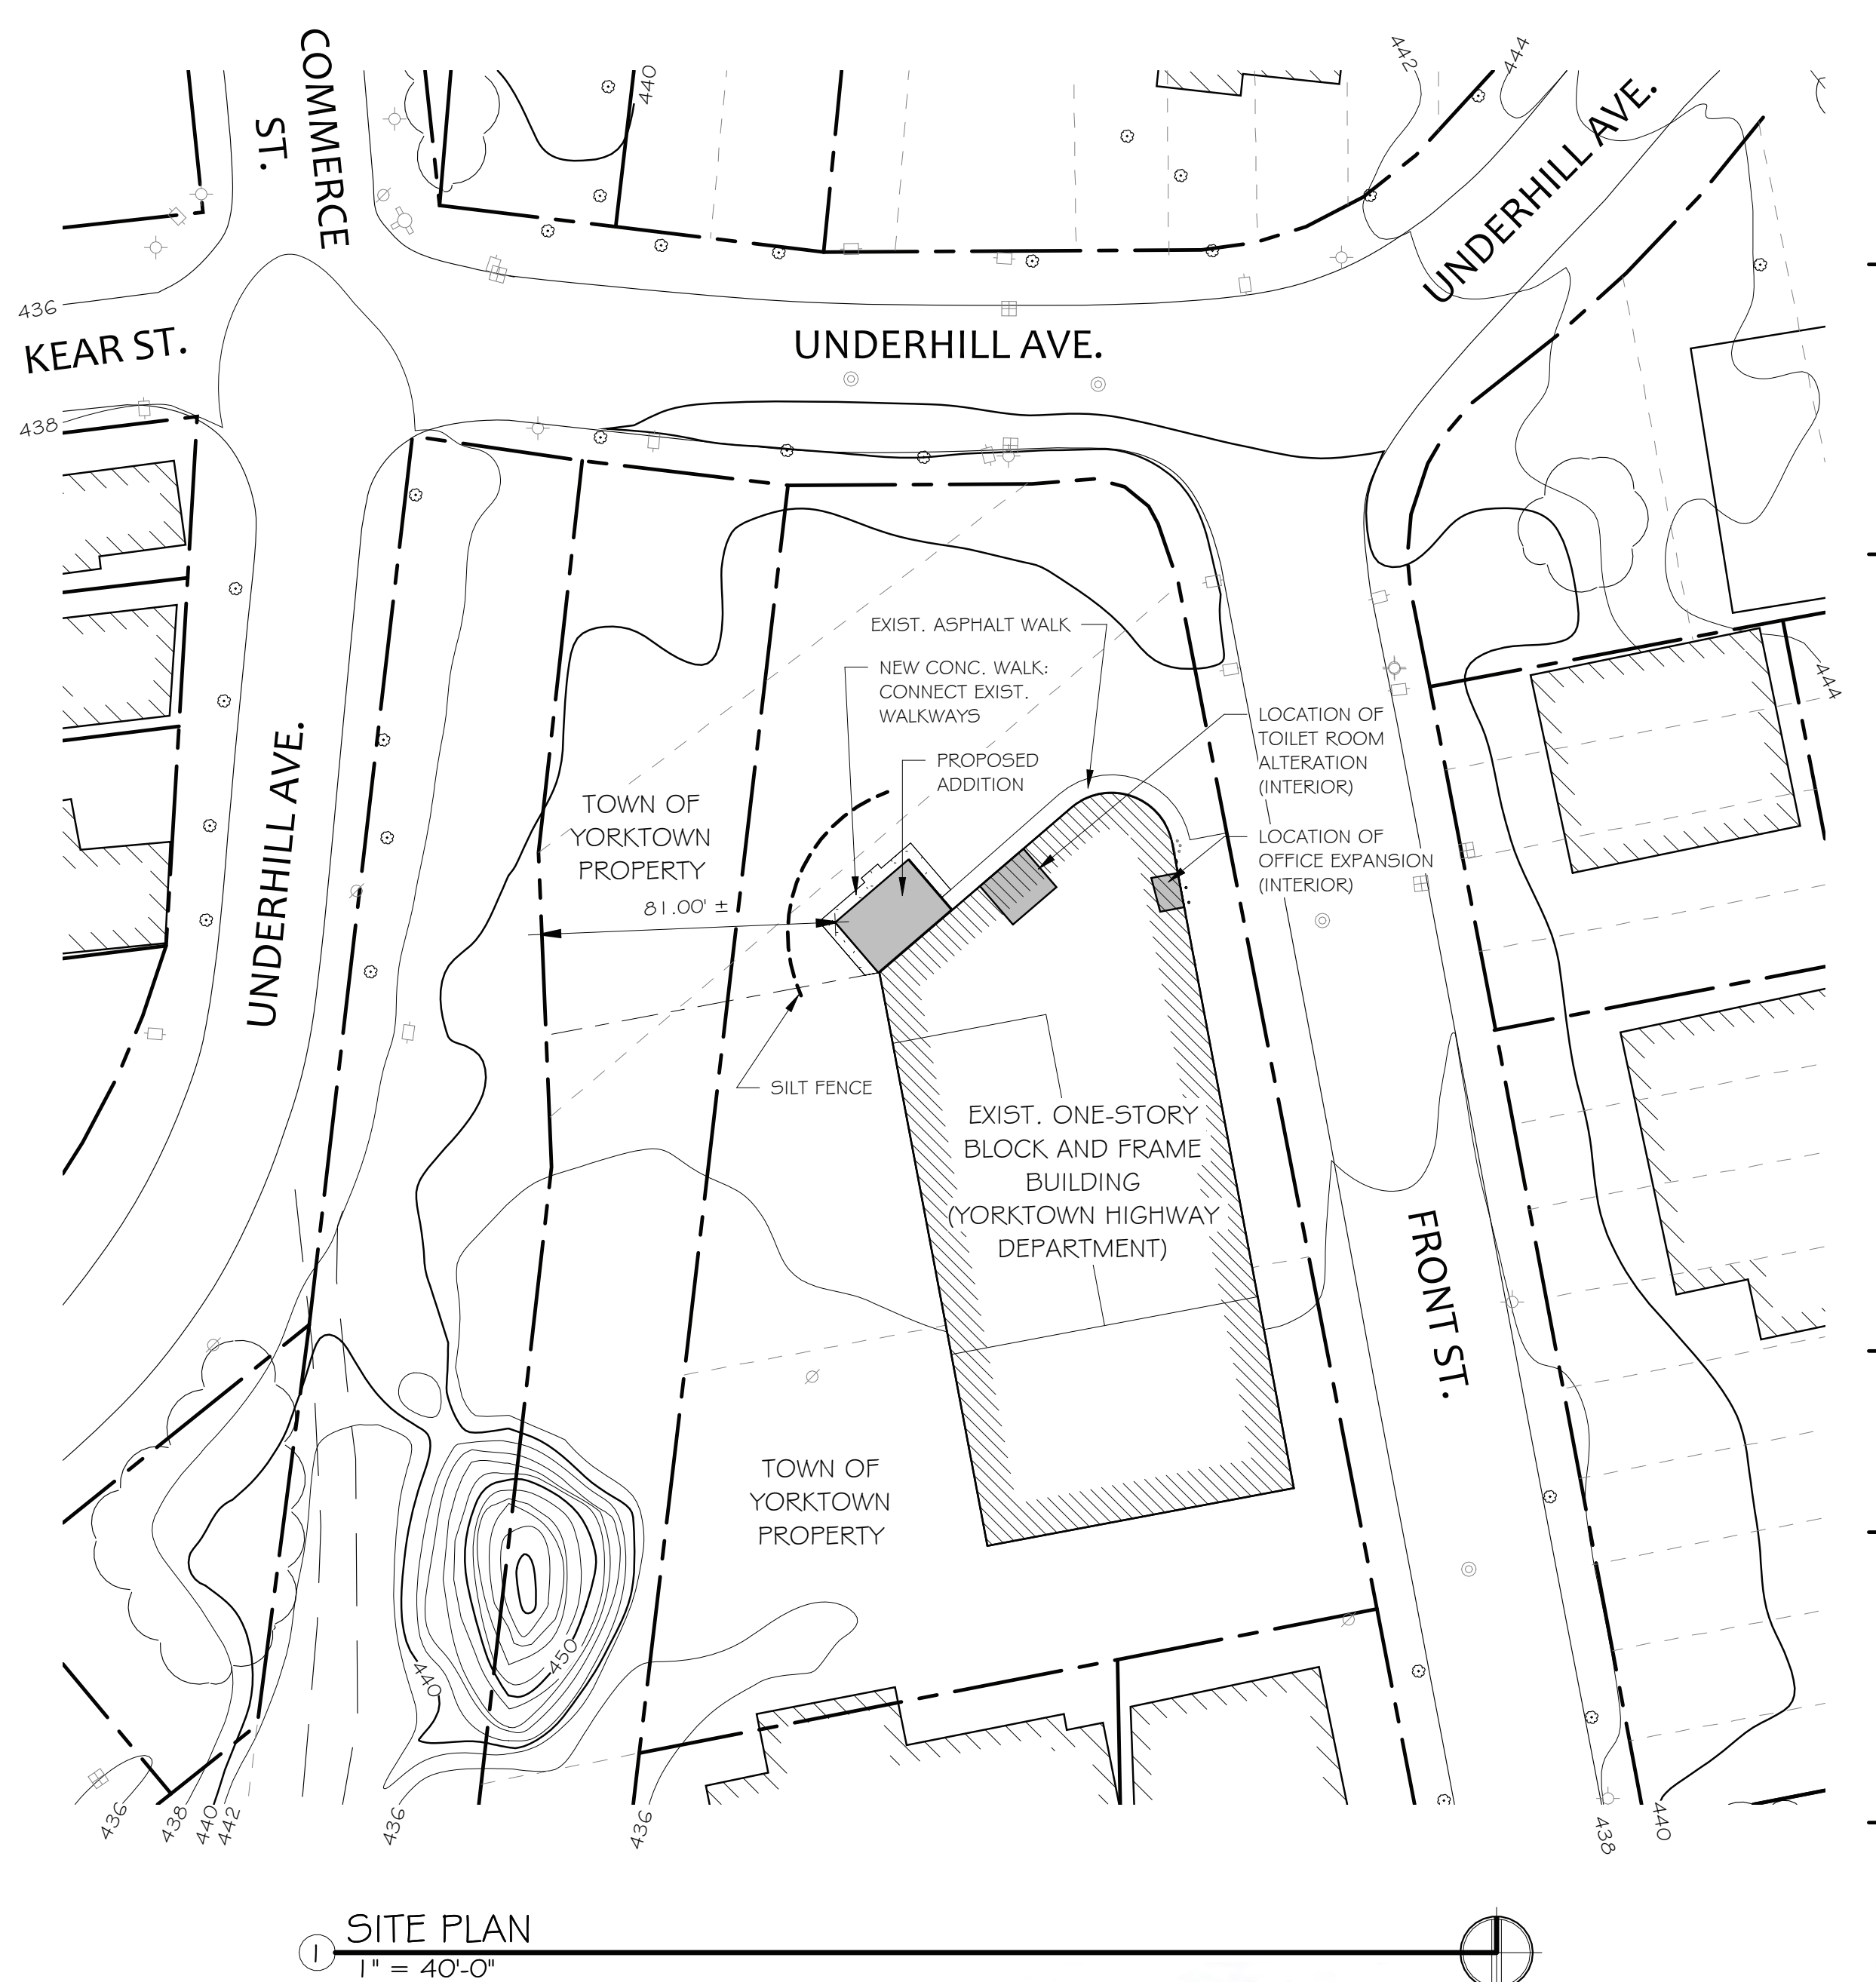 COMMERCE
ST.
440
442
444
UNDERHILL AVE.
436
KEAR ST.
UNDERHILL AVE.
438
EXIST. ASPHALT WALK
NEW CONC. WALK:
CONNECT EXIST.
WALKWAYS
444
LOCATION OF
TOILET ROOM
ALTERATION
(INTERIOR)
PROPOSED
ADDITION
UNDERHILL AVE.
TOWN OF
YORKTOWN
PROPERTY
LOCATION OF
OFFICE EXPANSION
(INTERIOR)
81.00' ±
SILT FENCE
EXIST. ONE-STORY
BLOCK AND FRAME
BUILDING
(YORKTOWN HIGHWAY
DEPARTMENT)
FRONT ST.
TOWN OF
YORKTOWN
PROPERTY
450
440
436
438
440
442
436
436
438
440
1
SITE PLAN
1" = 40'-0"